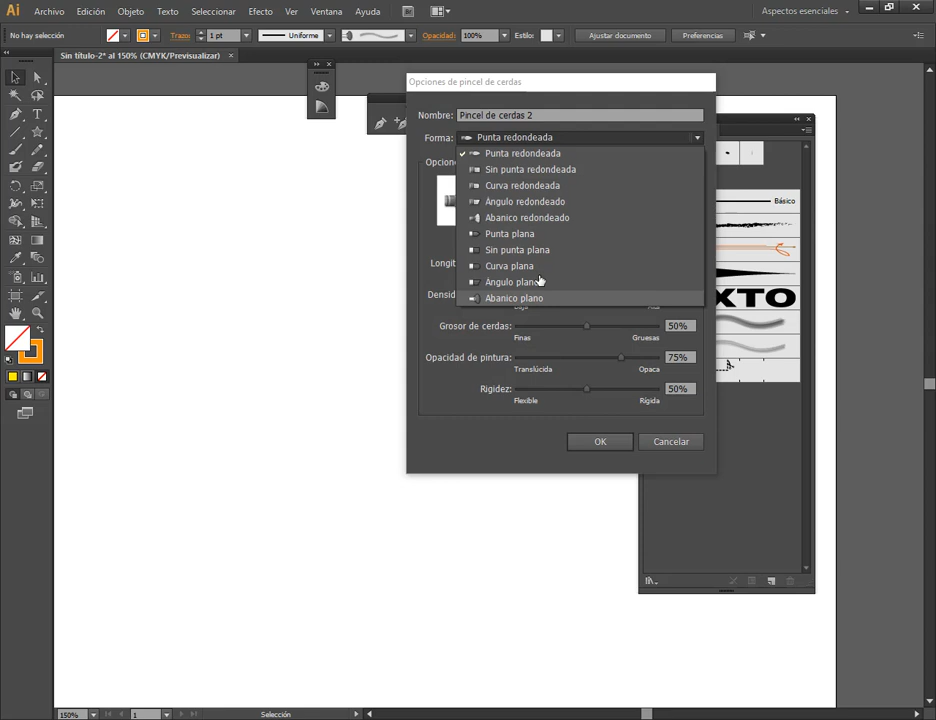 Ai Archivo Edición Objeto Texto Seleccionar Efecto Ver Ventana Ayuda Br Aspectos esenciales
No hay selección Trazo: 1 pt Uniforme Opacidad: 100% Estilo: Ajustar documento Preferencias
Sin título-2* al 150% (CMYK/Previsualizar)
Opciones de pincel de cerdas
Nombre: Pincel de cerdas 2
Forma: Punta redondeada
Punta redondeada
Sin punta redondeada
Curva redondeada
Ángulo redondeado
Abanico redondeado
Punta plana
Sin punta plana
Curva plana
Ángulo plano
Abanico plano
Opcione
Longit
Densid
Grosor de cerdas: 50%
Finas Gruesas
Opacidad de pintura: 75%
Translúcida Opaca
Rigidez: 50%
Flexible Rígida
OK Cancelar
Básico
XTO
150% 1 Selección